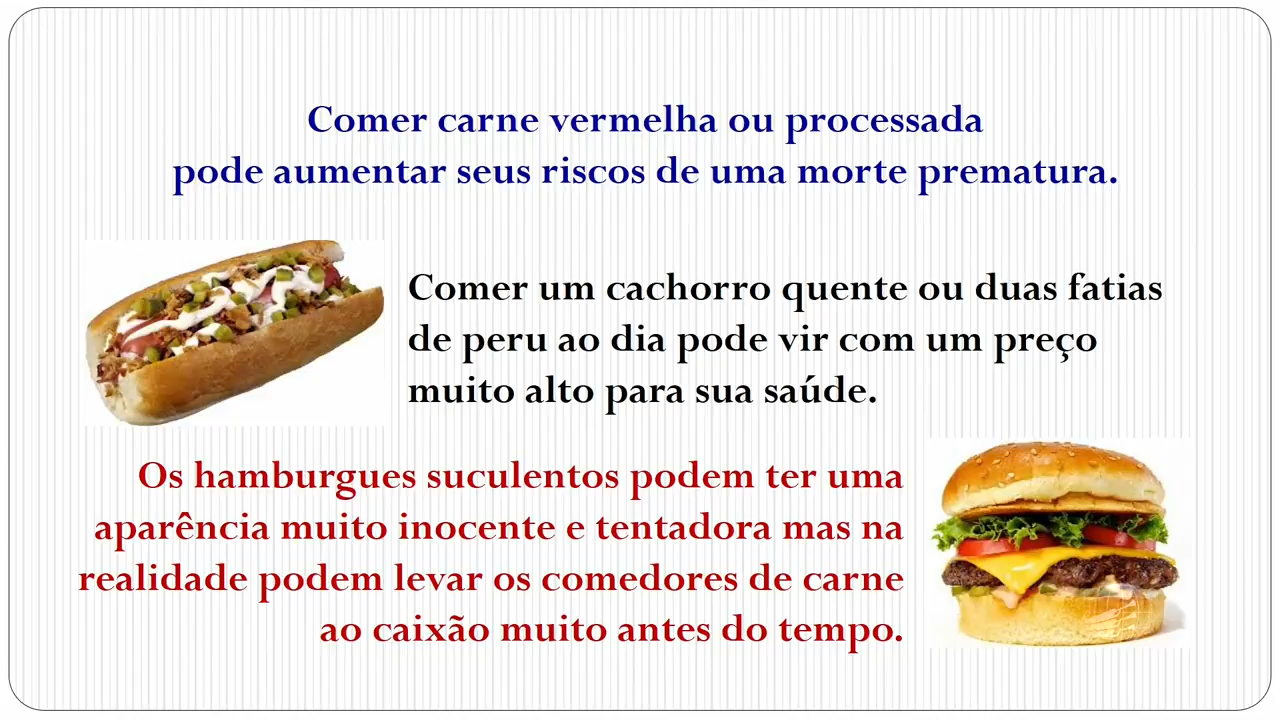 Comer carne vermelha ou processada
pode aumentar seus riscos de uma morte prematura.
Comer um cachorro quente ou duas fatias
de peru ao dia pode vir com um preço
muito alto para sua saúde.
Os hamburgues suculentos podem ter uma
aparência muito inocente e tentadora mas na
realidade podem levar os comedores de carne
ao caixão muito antes do tempo.